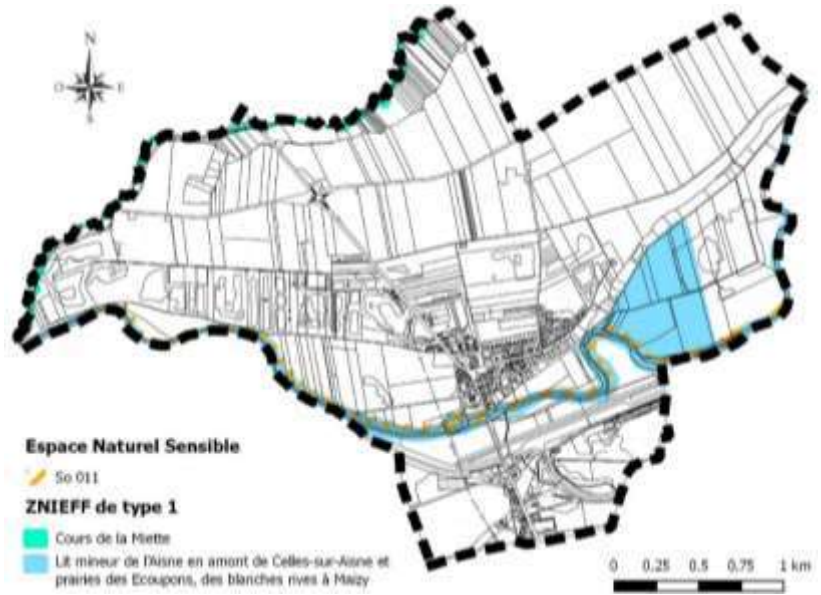 N
O E
S
Espace Naturel Sensible
So 011
ZNIEFF de type 1
Cours de la Miette
Lit mineur de l'Aisne en amont de Celles-sur-Aisne et
prairies des Ecoupons, des blanches rives à Maizy
0 0,25 0,5 0,75 1 km